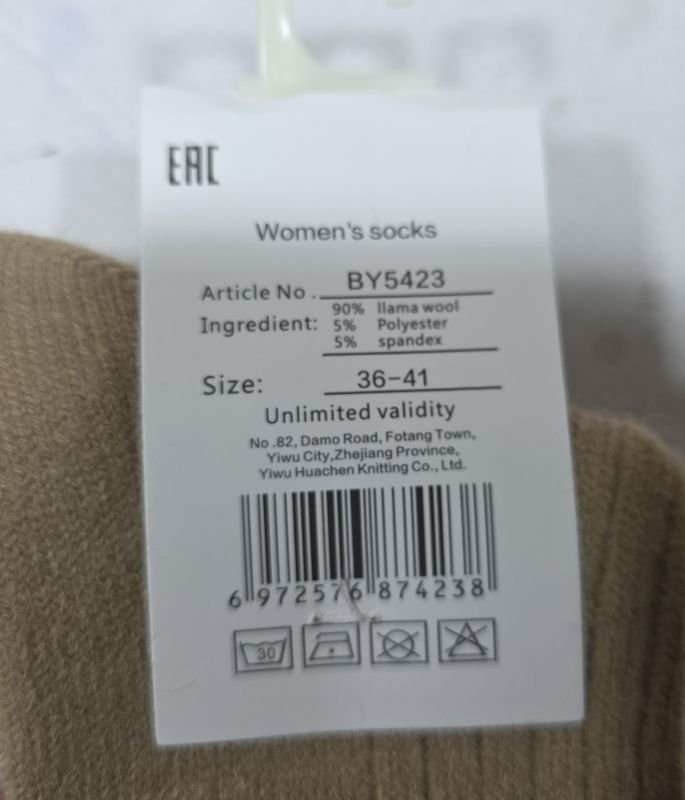 EAC
Women's socks
Article No. BY5423
Ingredient: 90% llama wool
5% Polyester
5% spandex
Size: 36-41
Unlimited validity
No.82, Damo Road, Fotang Town,
Yiwu City,Zhejiang Province,
Yiwu Huachen Knitting Co., Ltd.
6 972576 874238
30